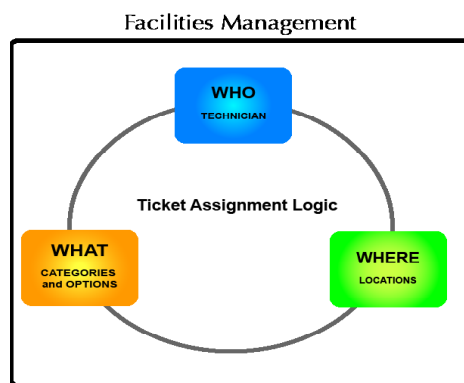 Facilities Management
WHO
TECHNICIAN
Ticket Assignment Logic
WHAT
CATEGORIES
and OPTIONS
WHERE
LOCATIONS